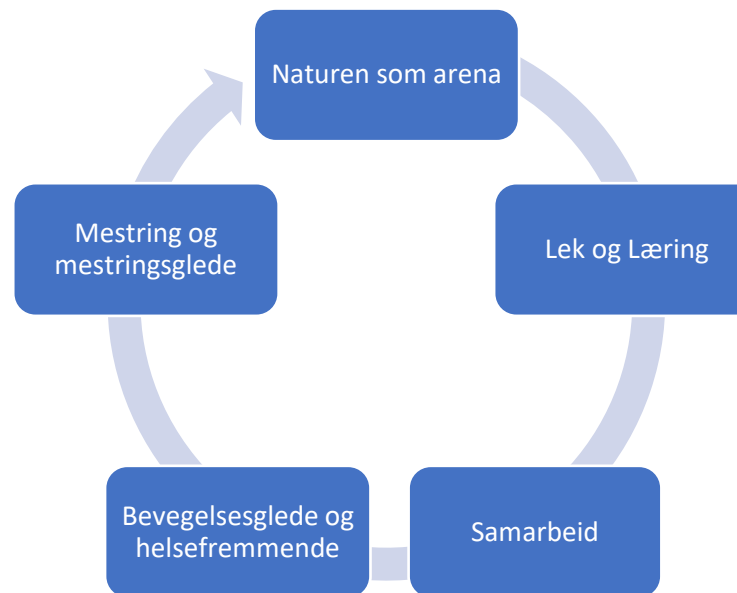 Naturen som arena
Lek og Læring
Samarbeid
Bevegelsesglede og
helsefremmende
Mestring og
mestringsglede